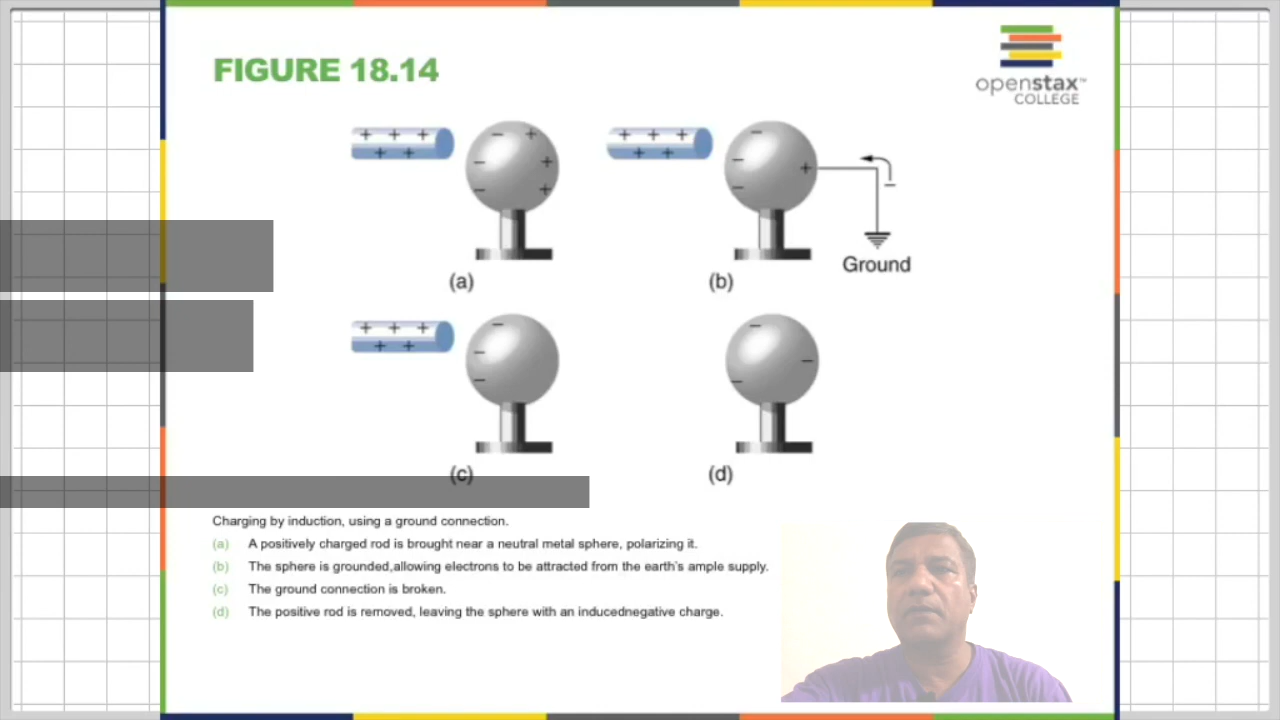 FIGURE 18.14
openstax™
COLLEGE
+ + +
+ +
− +
− +
− +
+ + +
+ +
−
−
−
+
−
Ground
(a)
(b)
+ + +
+ +
−
−
−
−
−
−
(c)
(d)
Charging by induction, using a ground connection.
(a) A positively charged rod is brought near a neutral metal sphere, polarizing it.
(b) The sphere is grounded,allowing electrons to be attracted from the earth's ample supply.
(c) The ground connection is broken.
(d) The positive rod is removed, leaving the sphere with an inducednegative charge.